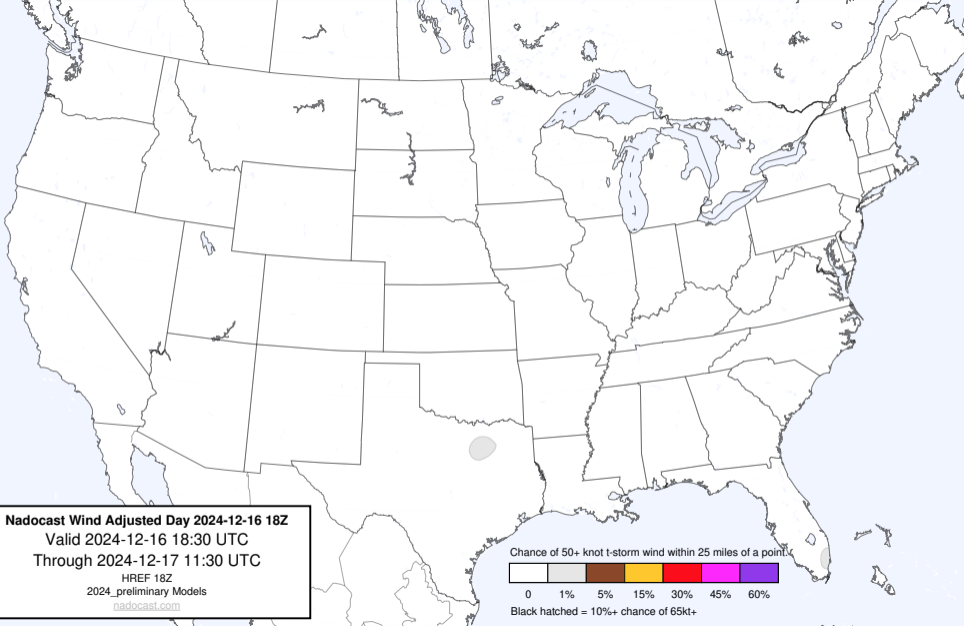 Nadocast Wind Adjusted Day 2024-12-16 18Z
Valid 2024-12-16 18:30 UTC
Through 2024-12-17 11:30 UTC
HREF 18Z
2024_preliminary Models
nadocast.com
Chance of 50+ knot t-storm wind within 25 miles of a point.
0 1% 5% 15% 30% 45% 60%
Black hatched = 10%+ chance of 65kt+